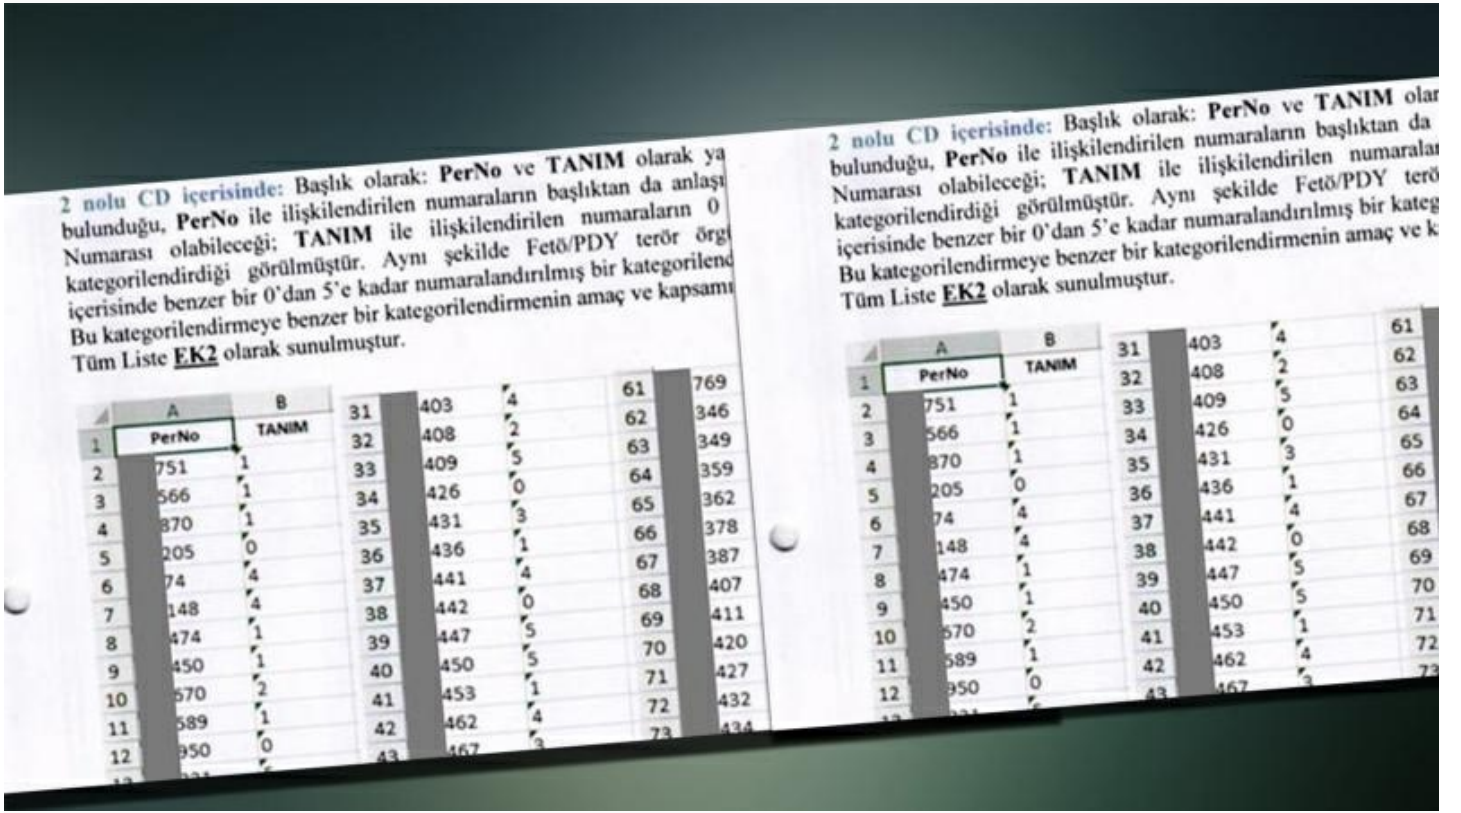 2 nolu CD içerisinde: Başlık olarak: PerNo ve TANIM olarak ya
bulunduğu, PerNo ile ilişkilendirilen numaraların başlıktan da anlaşı
Numarası olabileceği; TANIM ile ilişkilendirilen numaraların 0
kategorilendirdiği görülmüştür. Aynı şekilde Fetö/PDY terör örg
içerisinde benzer bir 0'dan 5'e kadar numaralandırılmış bir kategorilend
Bu kategorilendirmeye benzer bir kategorilendirmenin amaç ve kapsamı
Tüm Liste EK2 olarak sunulmuştur.
A B 31 403 4 61 769
1 PerNo TANIM 32 408 2 62 346
2 751 1 33 409 5 63 349
3 566 1 34 426 0 64 359
4 870 1 35 431 3 65 362
5 205 0 36 436 1 66 378
6 74 4 37 441 4 67 387
7 148 4 38 442 0 68 407
8 474 1 39 447 5 69 411
9 450 1 40 450 5 70 420
10 670 2 41 453 1 71 427
11 589 1 42 462 4 72 432
12 950 0 43 467 3 73 434
2 nolu CD içerisinde: Başlık olarak: PerNo ve TANIM olar
bulunduğu, PerNo ile ilişkilendirilen numaraların başlıktan da
Numarası olabileceği; TANIM ile ilişkilendirilen numaralar
kategorilendirdiği görülmüştür. Aynı şekilde Fetö/PDY terö
içerisinde benzer bir 0'dan 5'e kadar numaralandırılmış bir kateg
Bu kategorilendirmeye benzer bir kategorilendirmenin amaç ve k
Tüm Liste EK2 olarak sunulmuştur.
A B 31 403 4 61
1 PerNo TANIM 32 408 2 62
2 751 1 33 409 5 63
3 566 1 34 426 0 64
4 870 1 35 431 3 65
5 205 0 36 436 1 66
6 74 4 37 441 4 67
7 148 4 38 442 0 68
8 474 1 39 447 5 69
9 450 1 40 450 5 70
10 670 2 41 453 1 71
11 589 1 42 462 4 72
12 950 0 43 467 3 73